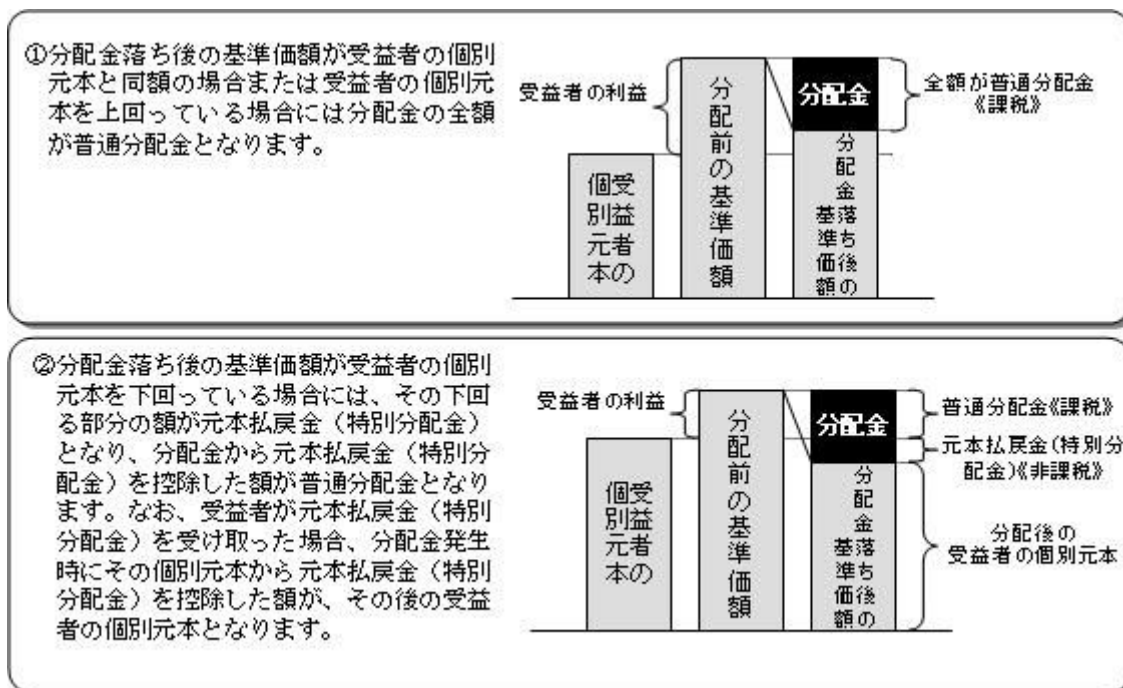 ①分配金落ち後の基準価額が受益者の個別
元本と同額の場合または受益者の個別元
本を上回っている場合には分配金の全額
が普通分配金となります。
受益者の利益
受益者の
個別元本
分配前の基準価額
分配金
分配金落ち後の
基準価額
全額が普通分配金
《課税》
②分配金落ち後の基準価額が受益者の個別
元本を下回っている場合には、その下回
る部分の額が元本払戻金（特別分配金）
となり、分配金から元本払戻金（特別分
配金）を控除した額が普通分配金となり
ます。なお、受益者が元本払戻金（特別
分配金）を受け取った場合、分配金発生
時にその個別元本から元本払戻金（特別
分配金）を控除した額が、その後の受益
者の個別元本となります。
受益者の利益
受益者の
個別元本
分配前の基準価額
分配金
分配金落ち後の
基準価額
普通分配金《課税》
元本払戻金(特別分
配金)《非課税》
分配後の
受益者の個別元本